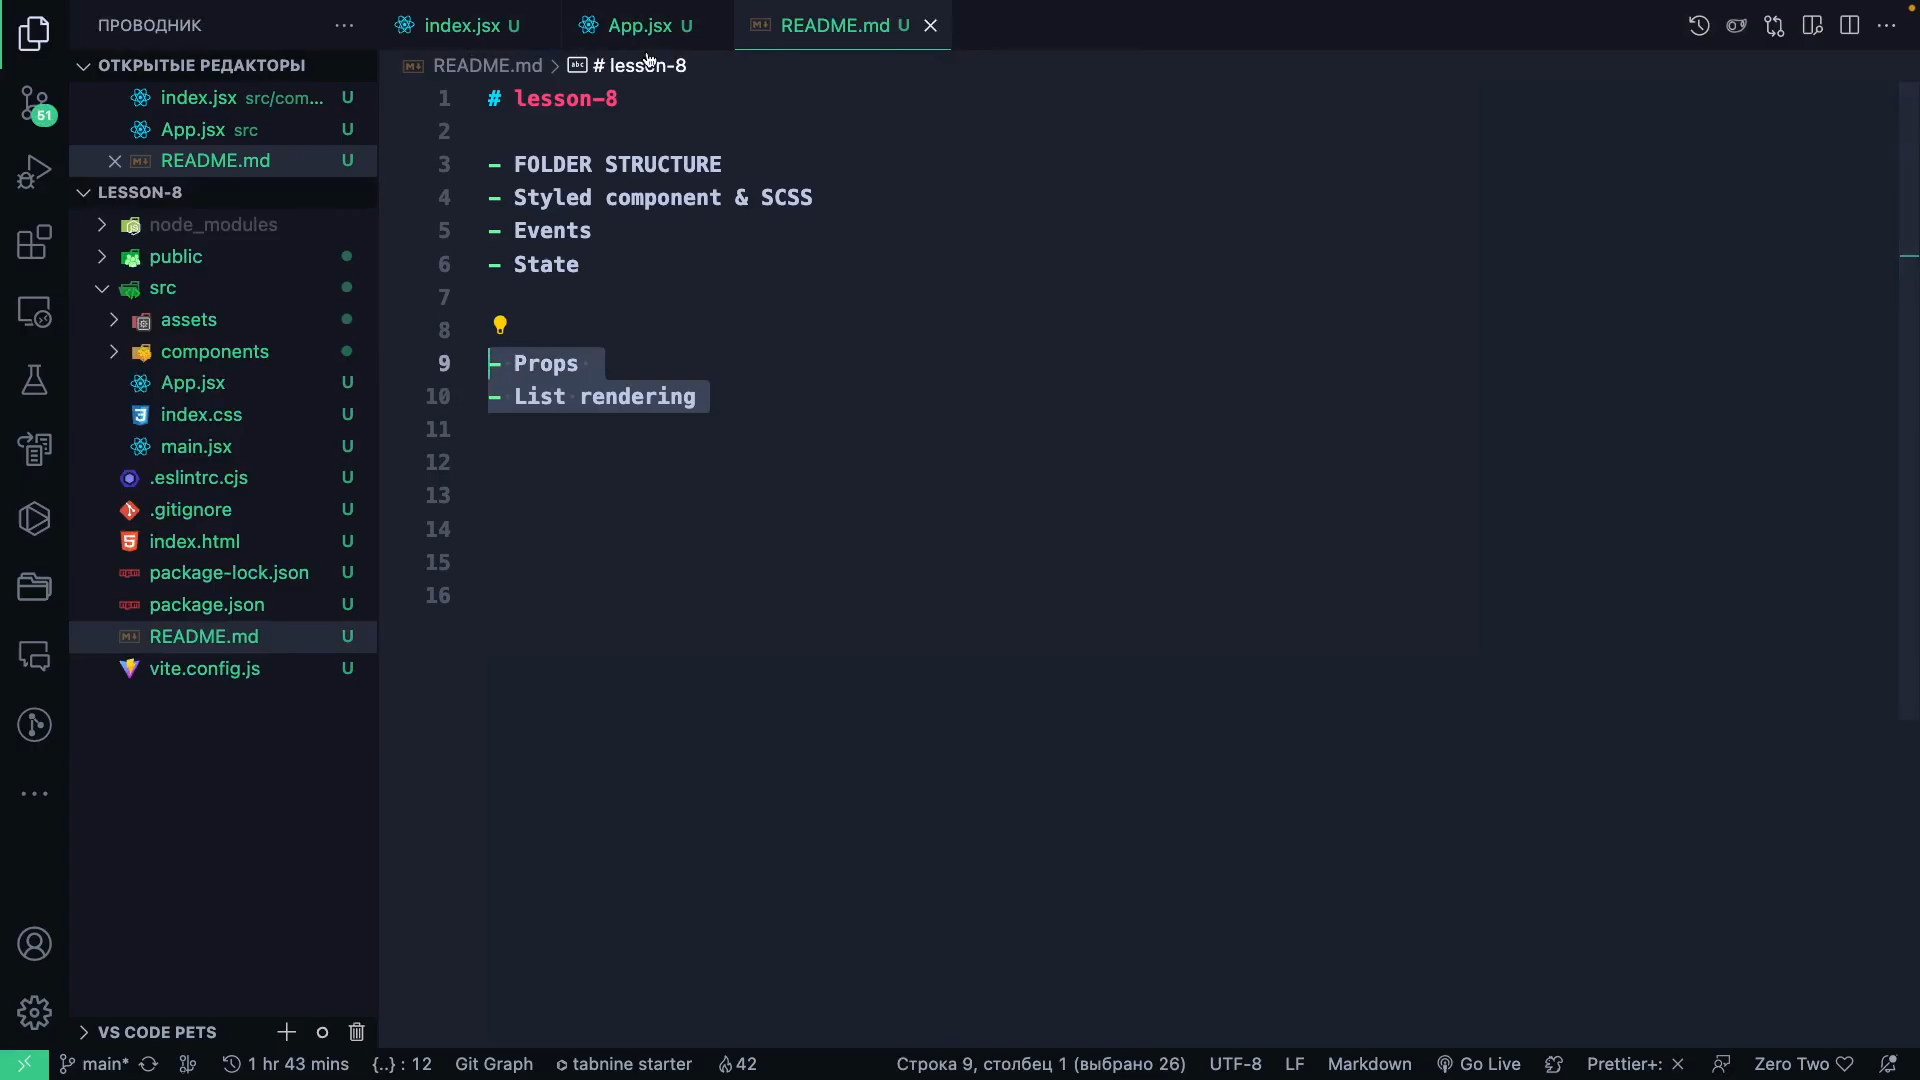 ПРОВОДНИК
index.jsx U
App.jsx U
README.md U
ОТКРЫТЫЕ РЕДАКТОРЫ
index.jsx src/com... U
App.jsx src U
README.md U
LESSON-8
node_modules
public
src
assets
components
App.jsx U
index.css U
main.jsx U
.eslintrc.cjs U
.gitignore U
index.html U
package-lock.json U
package.json U
README.md U
vite.config.js U
VS CODE PETS
51
README.md > # lesson-8
1 # lesson-8
2
3 - FOLDER STRUCTURE
4 - Styled component & SCSS
5 - Events
6 - State
7
8
9 - Props
10 - List rendering
11
12
13
14
15
16
main* 1 hr 43 mins {..} : 12 Git Graph tabnine starter 42 Строка 9, столбец 1 (выбрано 26) UTF-8 LF Markdown Go Live Prettier+: × Zero Two